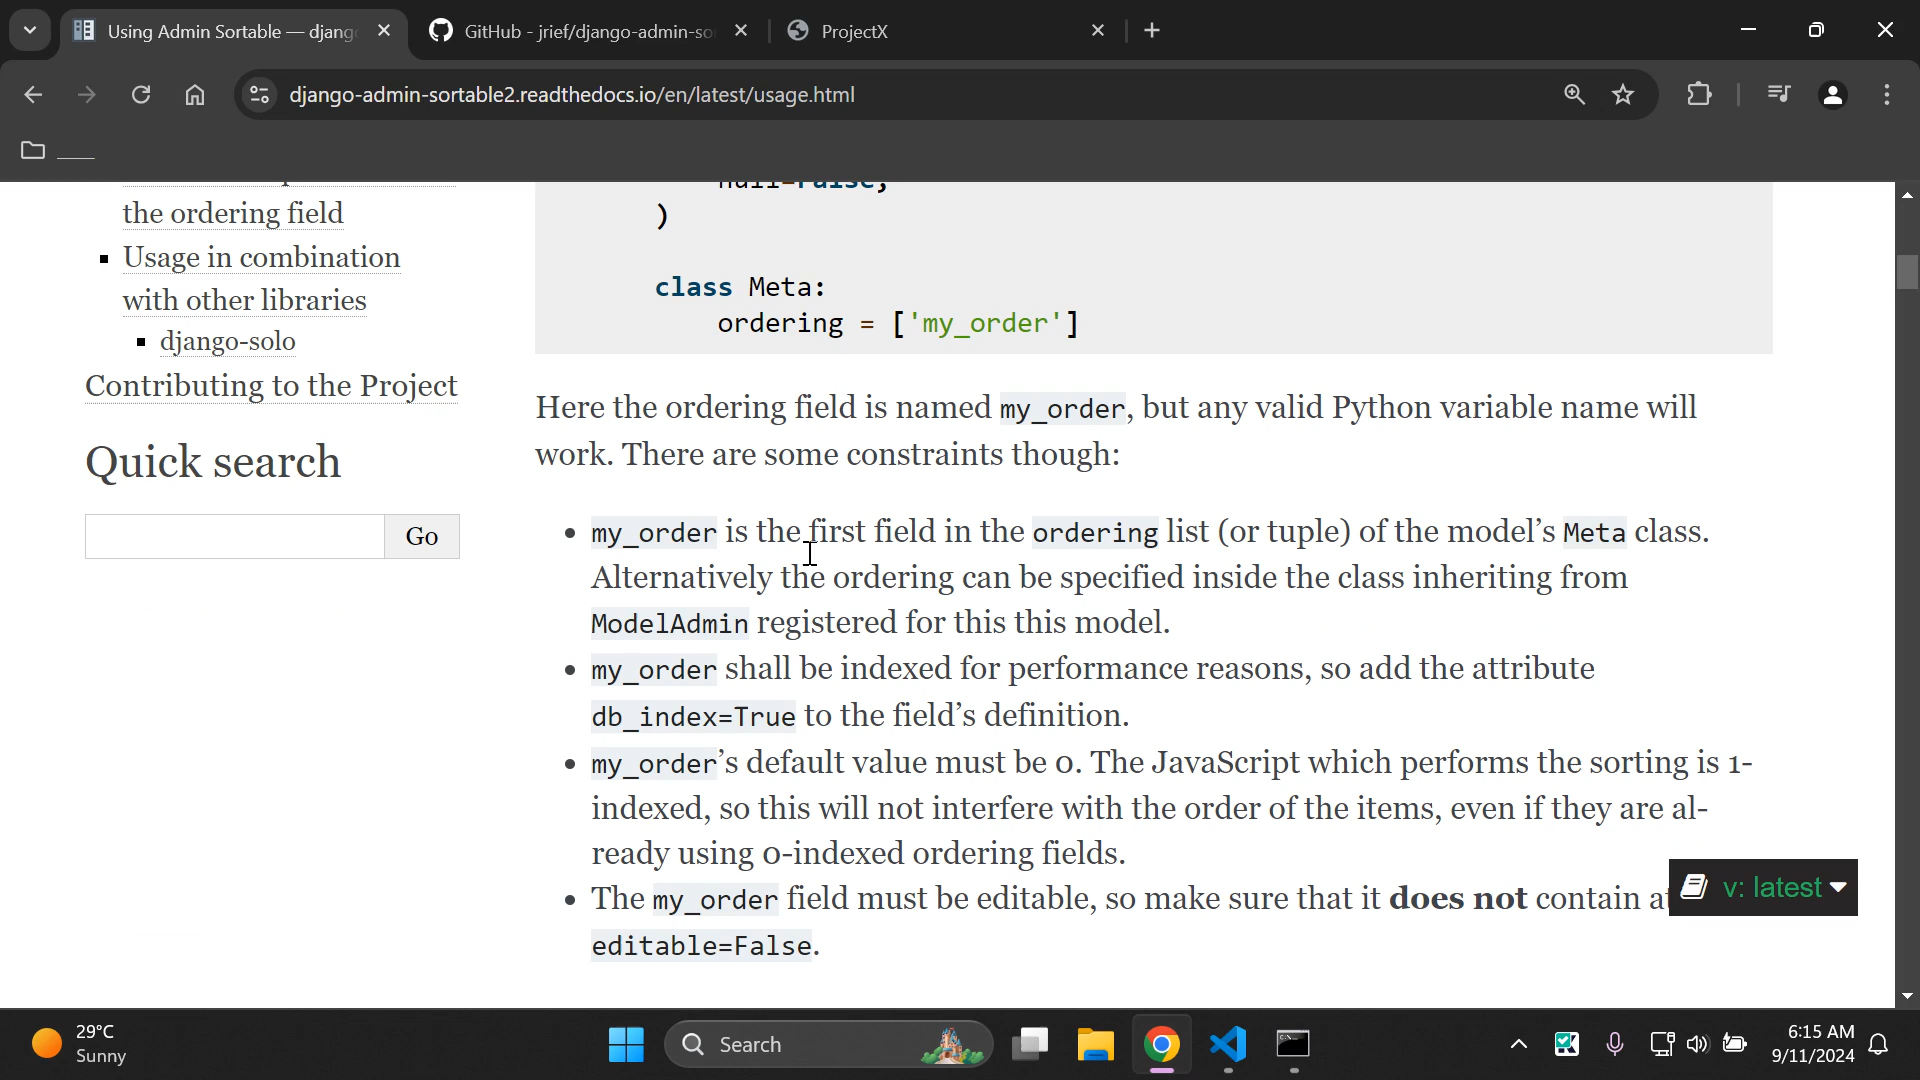 Using Admin Sortable — djang
GitHub - jrief/django-admin-so
ProjectX
django-admin-sortable2.readthedocs.io/en/latest/usage.html
the ordering field
Usage in combination
with other libraries
django-solo
Contributing to the Project
Quick search
Go
null=False,
)
class Meta:
ordering = ['my_order']
Here the ordering field is named my_order, but any valid Python variable name will
work. There are some constraints though:
my_order is the first field in the ordering list (or tuple) of the model’s Meta class.
Alternatively the ordering can be specified inside the class inheriting from
ModelAdmin registered for this this model.
my_order shall be indexed for performance reasons, so add the attribute
db_index=True to the field’s definition.
my_order’s default value must be 0. The JavaScript which performs the sorting is 1-
indexed, so this will not interfere with the order of the items, even if they are al-
ready using 0-indexed ordering fields.
The my_order field must be editable, so make sure that it does not contain
editable=False.
v: latest
29°C
Sunny
Search
6:15 AM
9/11/2024